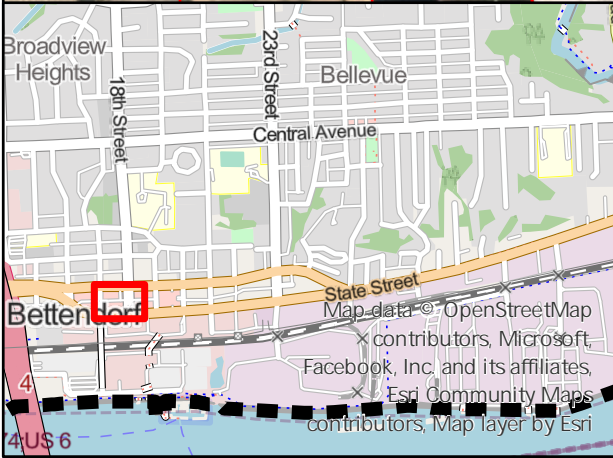 Broadview
Heights
18th Street
23rd Street
Bellevue
Central Avenue
State Street
Bettendorf
Map data © OpenStreetMap
contributors, Microsoft,
Facebook, Inc. and its affiliates,
Esri Community Maps
contributors, Map layer by Esri
4
74:US 6